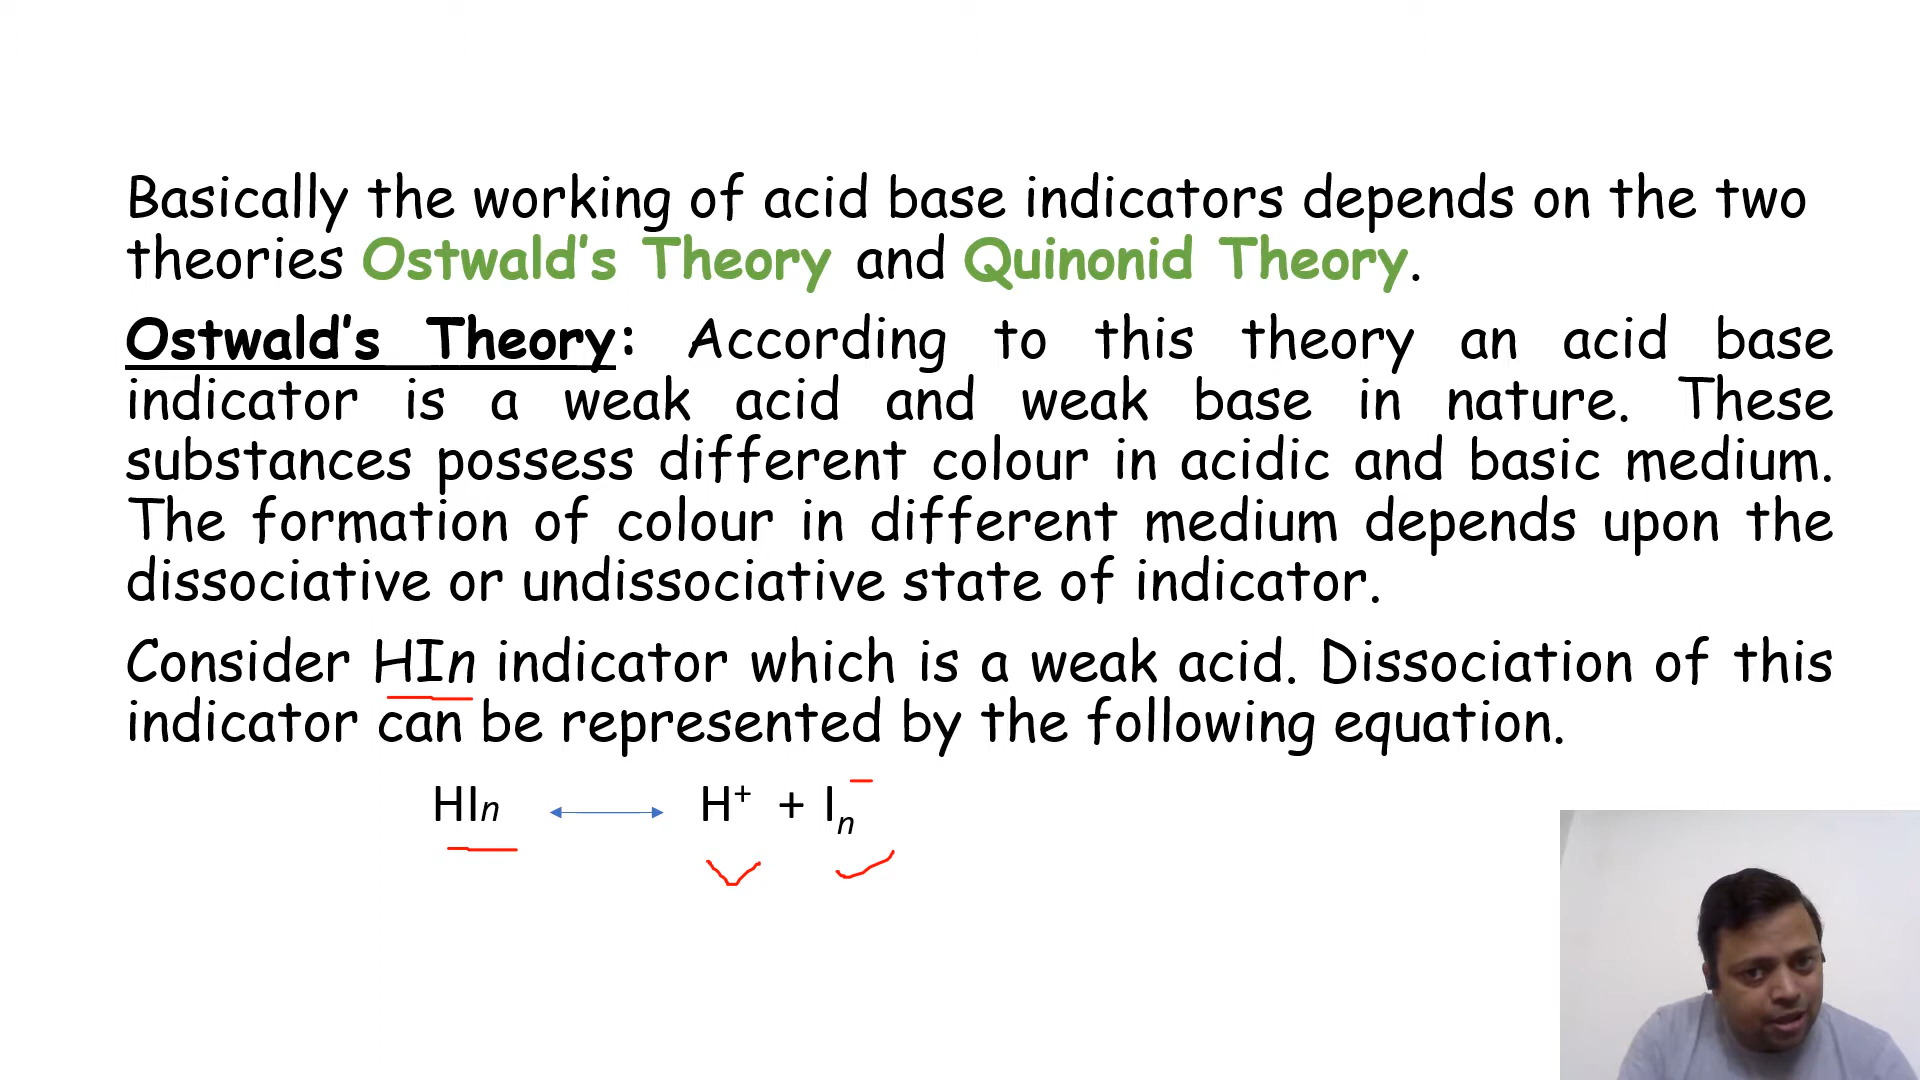 Basically the working of acid base indicators depends on the two
theories Ostwald's Theory and Quinonid Theory.
Ostwald's Theory: According to this theory an acid base
indicator is a weak acid and weak base in nature. These
substances possess different colour in acidic and basic medium.
The formation of colour in different medium depends upon the
dissociative or undissociative state of indicator.
Consider HIn indicator which is a weak acid. Dissociation of this
indicator can be represented by the following equation.
HIn ⟷ H⁺ + Iₙ⁻